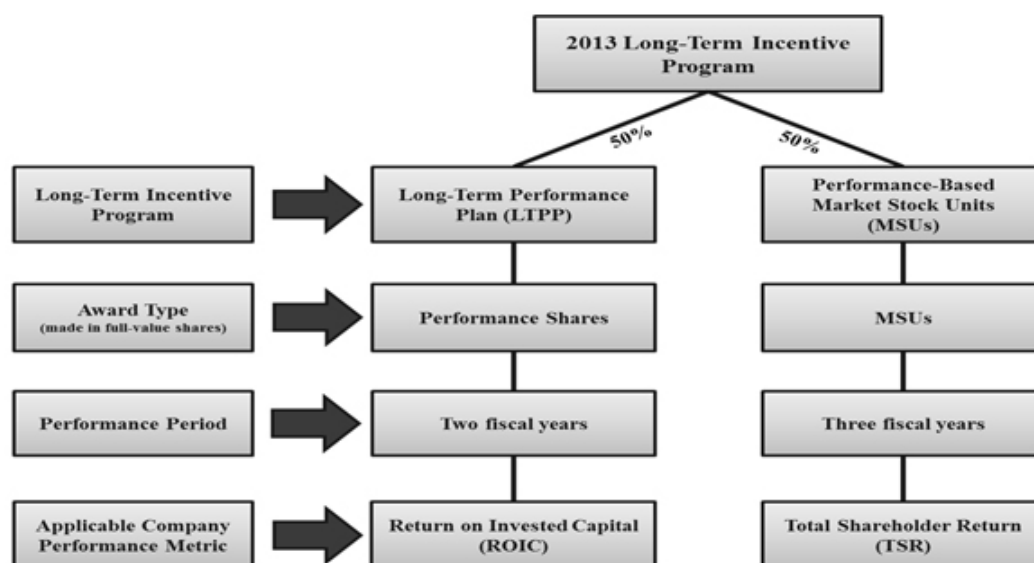 2013 Long-Term Incentive
Program
50%
50%
Long-Term Incentive
Program
Long-Term Performance
Plan (LTPP)
Performance-Based
Market Stock Units
(MSUs)
Award Type
(made in full-value shares)
Performance Shares
MSUs
Performance Period
Two fiscal years
Three fiscal years
Applicable Company
Performance Metric
Return on Invested Capital
(ROIC)
Total Shareholder Return
(TSR)